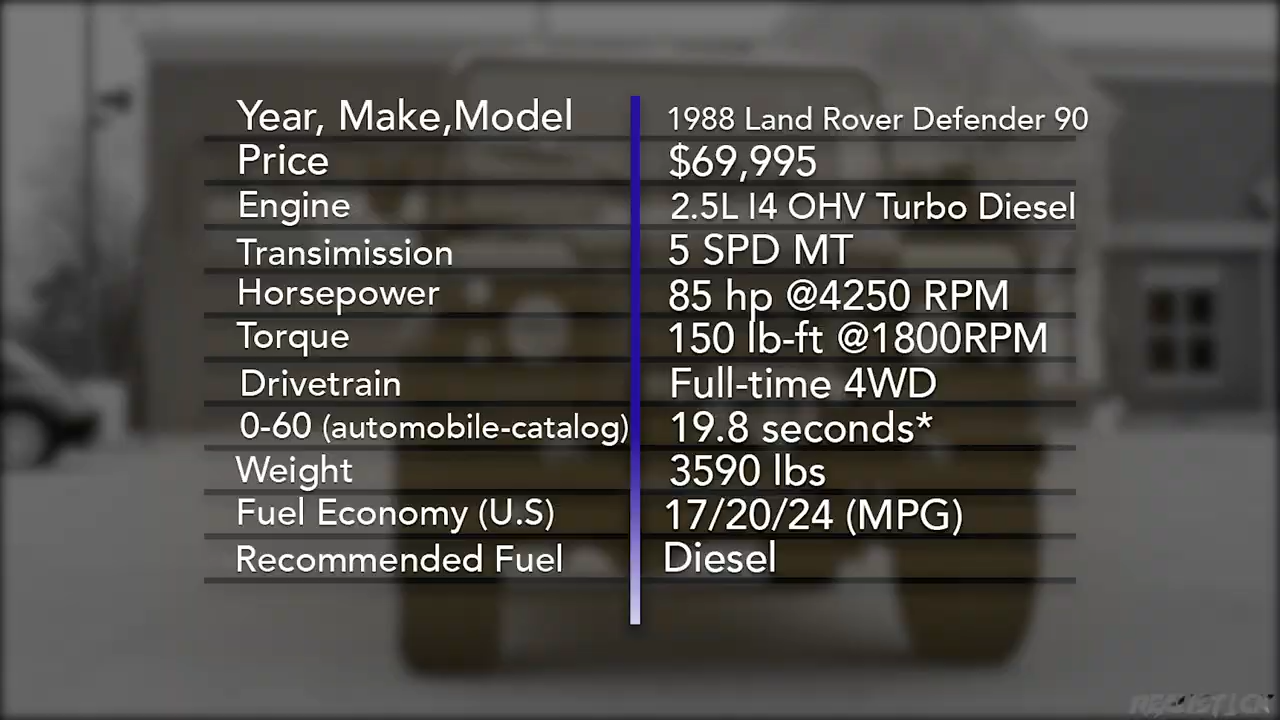 Year, Make,Model 1988 Land Rover Defender 90
Price $69,995
Engine 2.5L I4 OHV Turbo Diesel
Transimission 5 SPD MT
Horsepower 85 hp @4250 RPM
Torque 150 lb-ft @1800RPM
Drivetrain Full-time 4WD
0-60 (automobile-catalog) 19.8 seconds*
Weight 3590 lbs
Fuel Economy (U.S) 17/20/24 (MPG)
Recommended Fuel Diesel